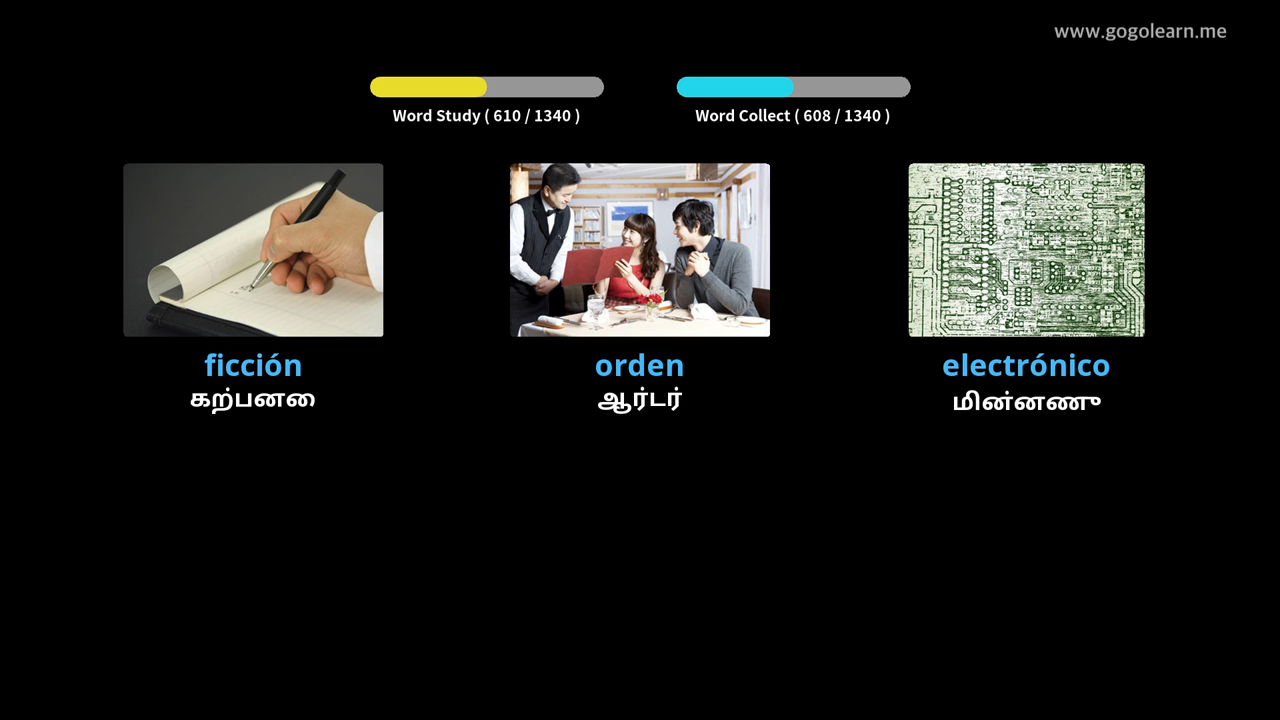 www.gogolearn.me
Word Study ( 610 / 1340 )
Word Collect ( 608 / 1340 )
ficción
orden
electrónico
கற்பனை
ஆர்டர்
மின்னணு